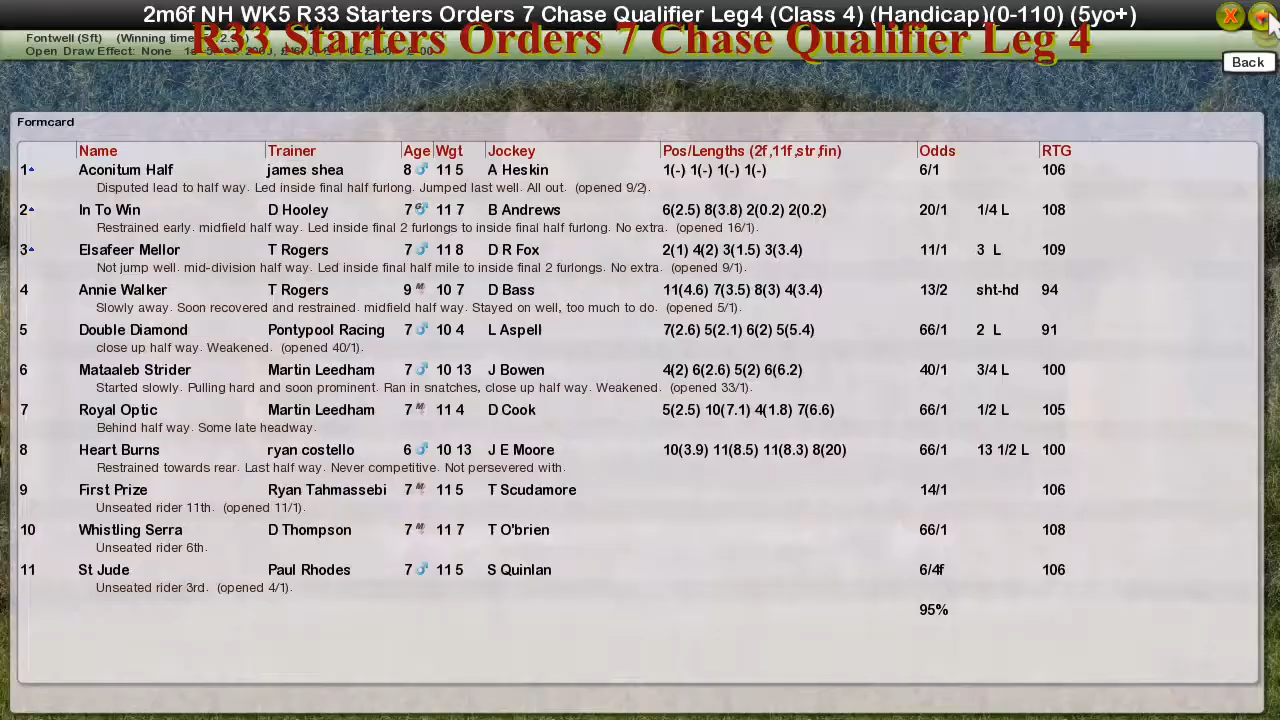 2m6f NH WK5 R33 Starters Orders 7 Chase Qualifier Leg4 (Class 4) (Handicap)(0-110) (5yo+)
R33 Starters Orders 7 Chase Qualifier Leg 4
Fontwell (Sft) (Winning time
Open Draw Effect: None
Back
Formcard
Name Trainer Age Wgt Jockey Pos/Lengths (2f,11f,str,fin) Odds RTG
1 Aconitum Half james shea 8 11 5 A Heskin 1(-) 1(-) 1(-) 1(-) 6/1 106
Disputed lead to half way. Led inside final half furlong. Jumped last well. All out. (opened 9/2).
2 In To Win D Hooley 7 11 7 B Andrews 6(2.5) 8(3.8) 2(0.2) 2(0.2) 20/1 1/4 L 108
Restrained early. midfield half way. Led inside final 2 furlongs to inside final half furlong. No extra. (opened 16/1).
3 Elsafeer Mellor T Rogers 7 11 8 D R Fox 2(1) 4(2) 3(1.5) 3(3.4) 11/1 3 L 109
Not jump well. mid-division half way. Led inside final half mile to inside final 2 furlongs. No extra. (opened 9/1).
4 Annie Walker T Rogers 9 10 7 D Bass 11(4.6) 7(3.5) 8(3) 4(3.4) 13/2 sht-hd 94
Slowly away. Soon recovered and restrained. midfield half way. Stayed on well, too much to do. (opened 5/1).
5 Double Diamond Pontypool Racing 7 10 4 L Aspell 7(2.6) 5(2.1) 6(2) 5(5.4) 66/1 2 L 91
close up half way. Weakened. (opened 40/1).
6 Mataaleb Strider Martin Leedham 7 10 13 J Bowen 4(2) 6(2.6) 5(2) 6(6.2) 40/1 3/4 L 100
Started slowly. Pulling hard and soon prominent. Ran in snatches, close up half way. Weakened. (opened 33/1).
7 Royal Optic Martin Leedham 7 11 4 D Cook 5(2.5) 10(7.1) 4(1.8) 7(6.6) 66/1 1/2 L 105
Behind half way. Some late headway.
8 Heart Burns ryan costello 6 10 13 J E Moore 10(3.9) 11(8.5) 11(8.3) 8(20) 66/1 13 1/2 L 100
Restrained towards rear. Last half way. Never competitive. Not persevered with.
9 First Prize Ryan Tahmassebi 7 11 5 T Scudamore 14/1 106
Unseated rider 11th. (opened 11/1).
10 Whistling Serra D Thompson 7 11 7 T O'brien 66/1 108
Unseated rider 6th.
11 St Jude Paul Rhodes 7 11 5 S Quinlan 6/4f 106
Unseated rider 3rd. (opened 4/1).
95%